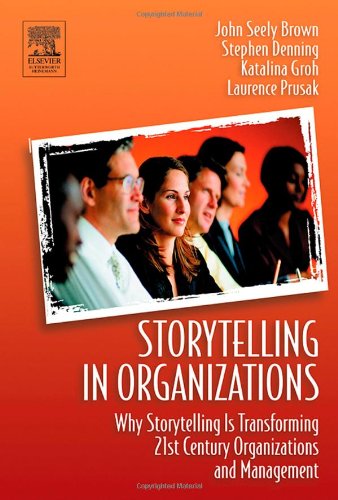 John Seely Brown
Stephen Denning
Katalina Groh
Laurence Prusak
ELSEVIER
BUTTERWORTH
HEINEMANN
STORYTELLING
IN ORGANIZATIONS
Why Storytelling Is Transforming
21st Century Organizations
and Management